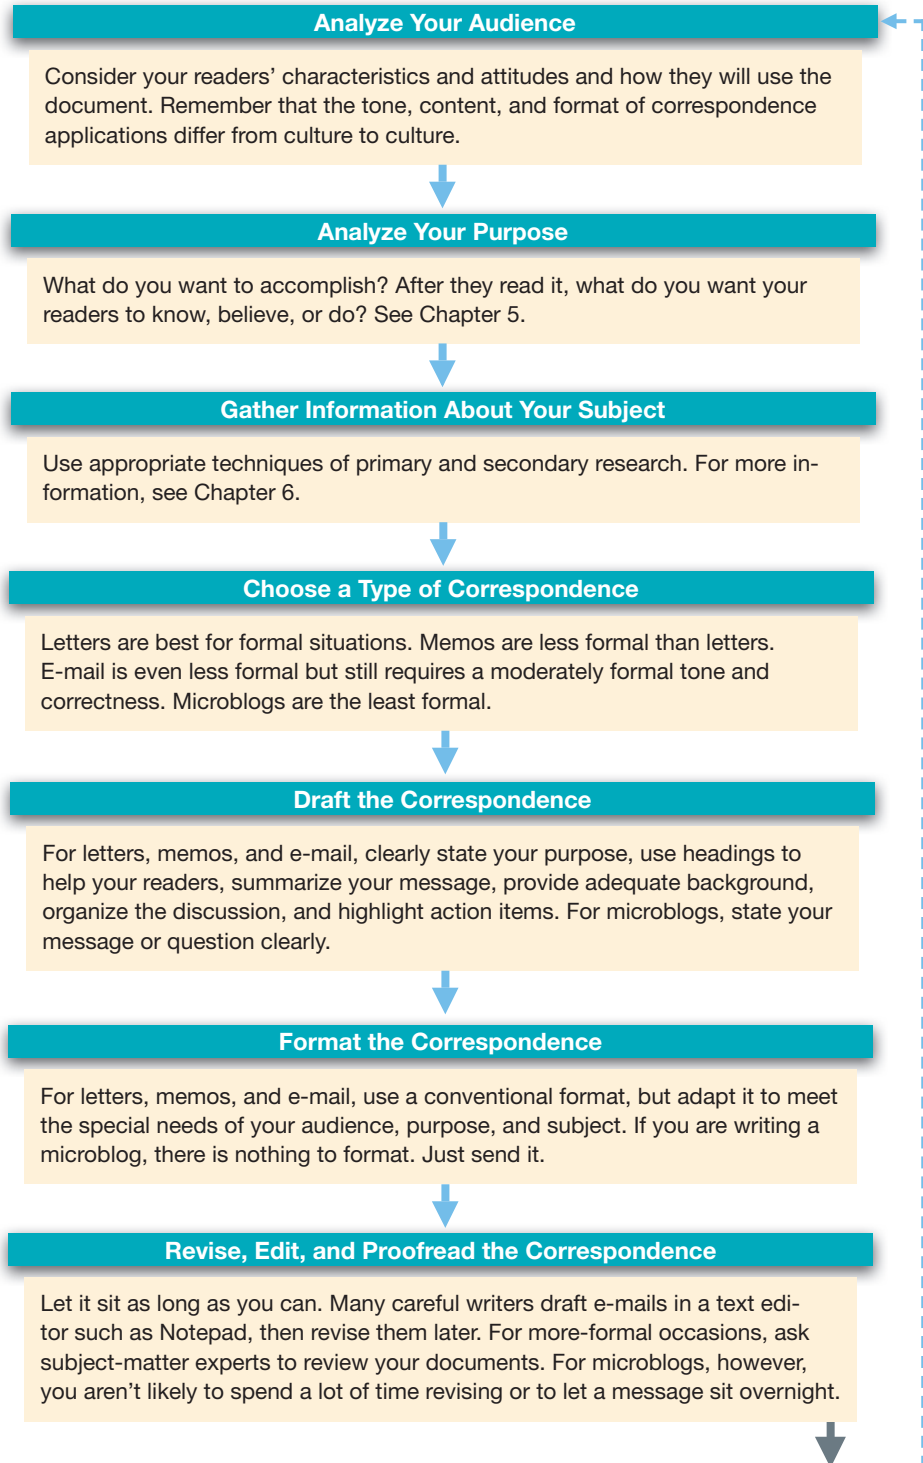 Analyze Your Audience
Consider your readers’ characteristics and attitudes and how they will use the
document. Remember that the tone, content, and format of correspondence
applications differ from culture to culture.
Analyze Your Purpose
What do you want to accomplish? After they read it, what do you want your
readers to know, believe, or do? See Chapter 5.
Gather Information About Your Subject
Use appropriate techniques of primary and secondary research. For more in-
formation, see Chapter 6.
Choose a Type of Correspondence
Letters are best for formal situations. Memos are less formal than letters.
E-mail is even less formal but still requires a moderately formal tone and
correctness. Microblogs are the least formal.
Draft the Correspondence
For letters, memos, and e-mail, clearly state your purpose, use headings to
help your readers, summarize your message, provide adequate background,
organize the discussion, and highlight action items. For microblogs, state your
message or question clearly.
Format the Correspondence
For letters, memos, and e-mail, use a conventional format, but adapt it to meet
the special needs of your audience, purpose, and subject. If you are writing a
microblog, there is nothing to format. Just send it.
Revise, Edit, and Proofread the Correspondence
Let it sit as long as you can. Many careful writers draft e-mails in a text edi-
tor such as Notepad, then revise them later. For more-formal occasions, ask
subject-matter experts to review your documents. For microblogs, however,
you aren’t likely to spend a lot of time revising or to let a message sit overnight.